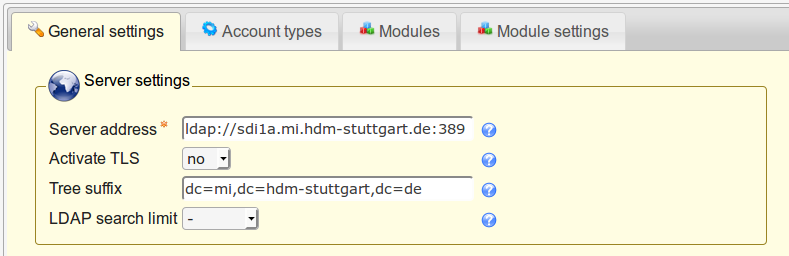 General settings
Account types
Modules
Module settings
Server settings
Server address *
ldap://sdi1a.mi.hdm-stuttgart.de:389
Activate TLS
no
Tree suffix
dc=mi,dc=hdm-stuttgart,dc=de
LDAP search limit
-